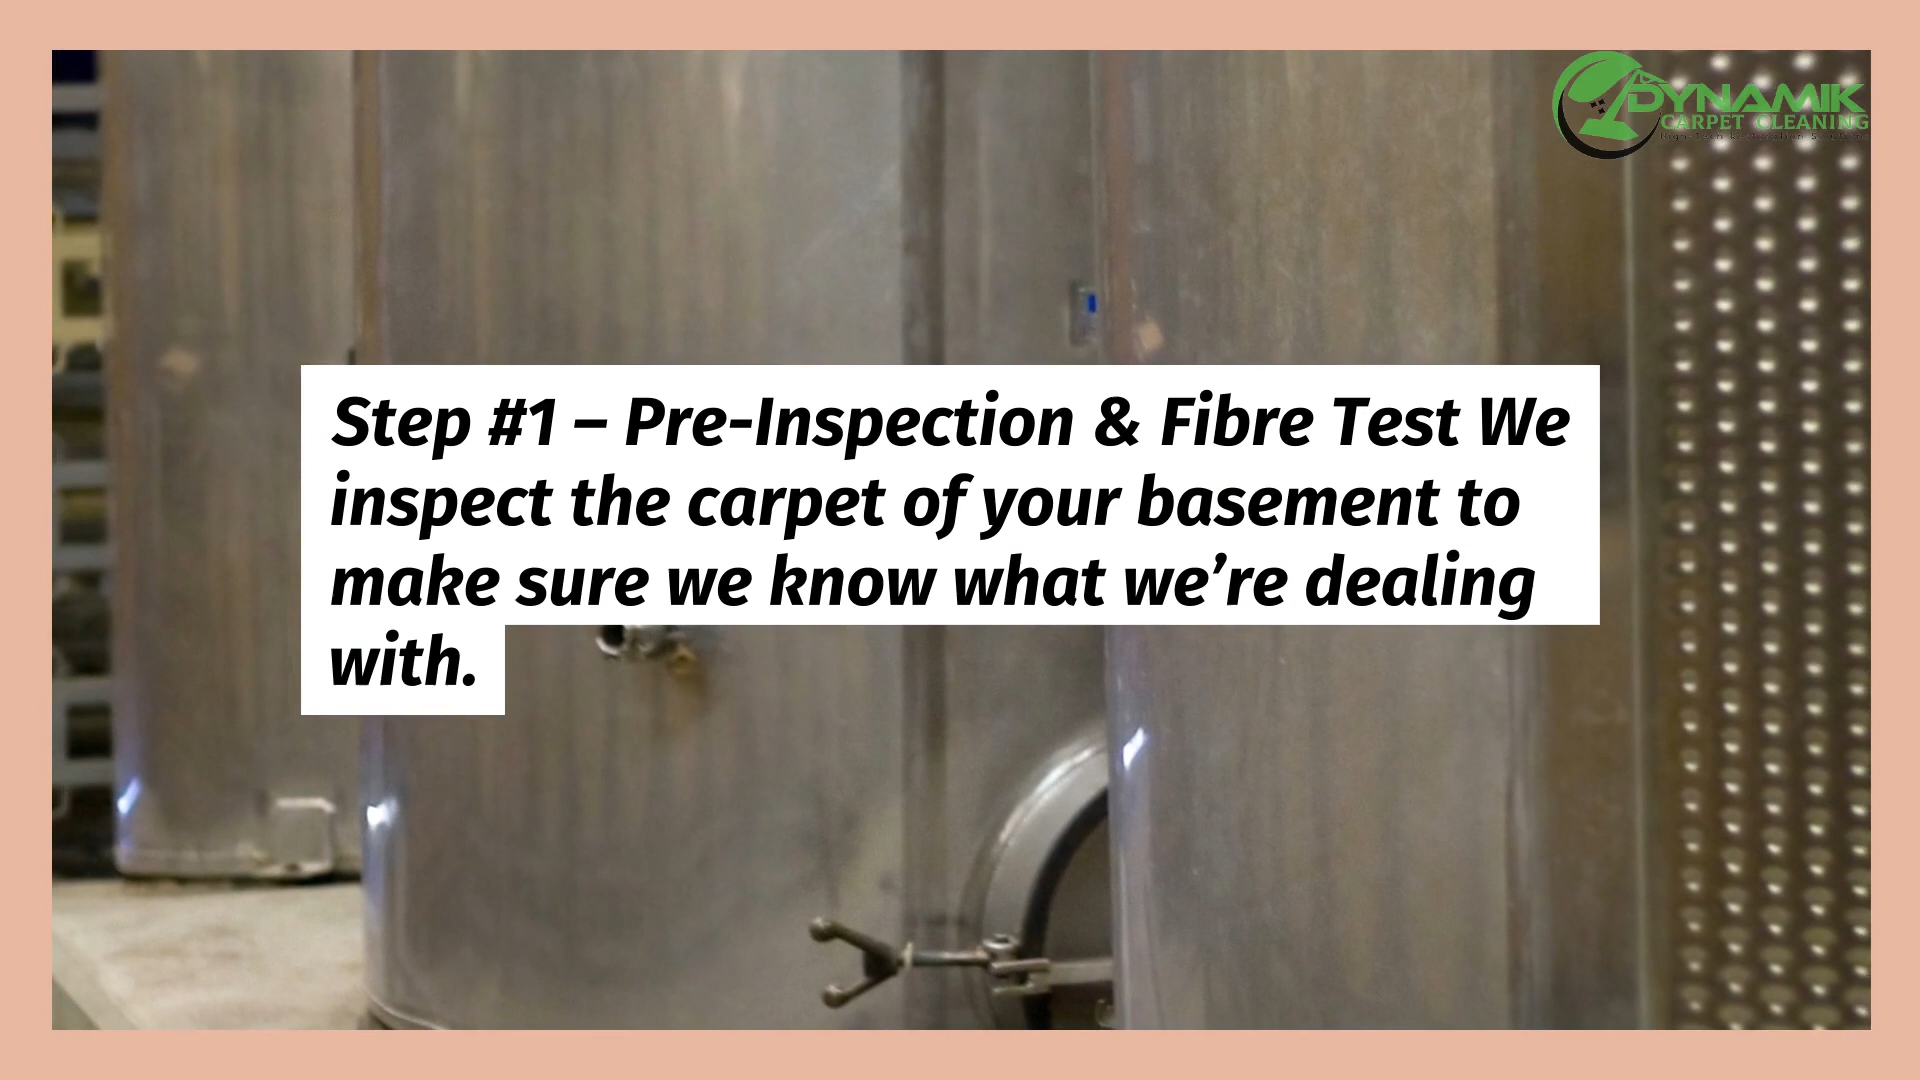 DYNAMIK
CARPET CLEANING
Step #1 – Pre-Inspection & Fibre Test We
inspect the carpet of your basement to
make sure we know what we’re dealing
with.